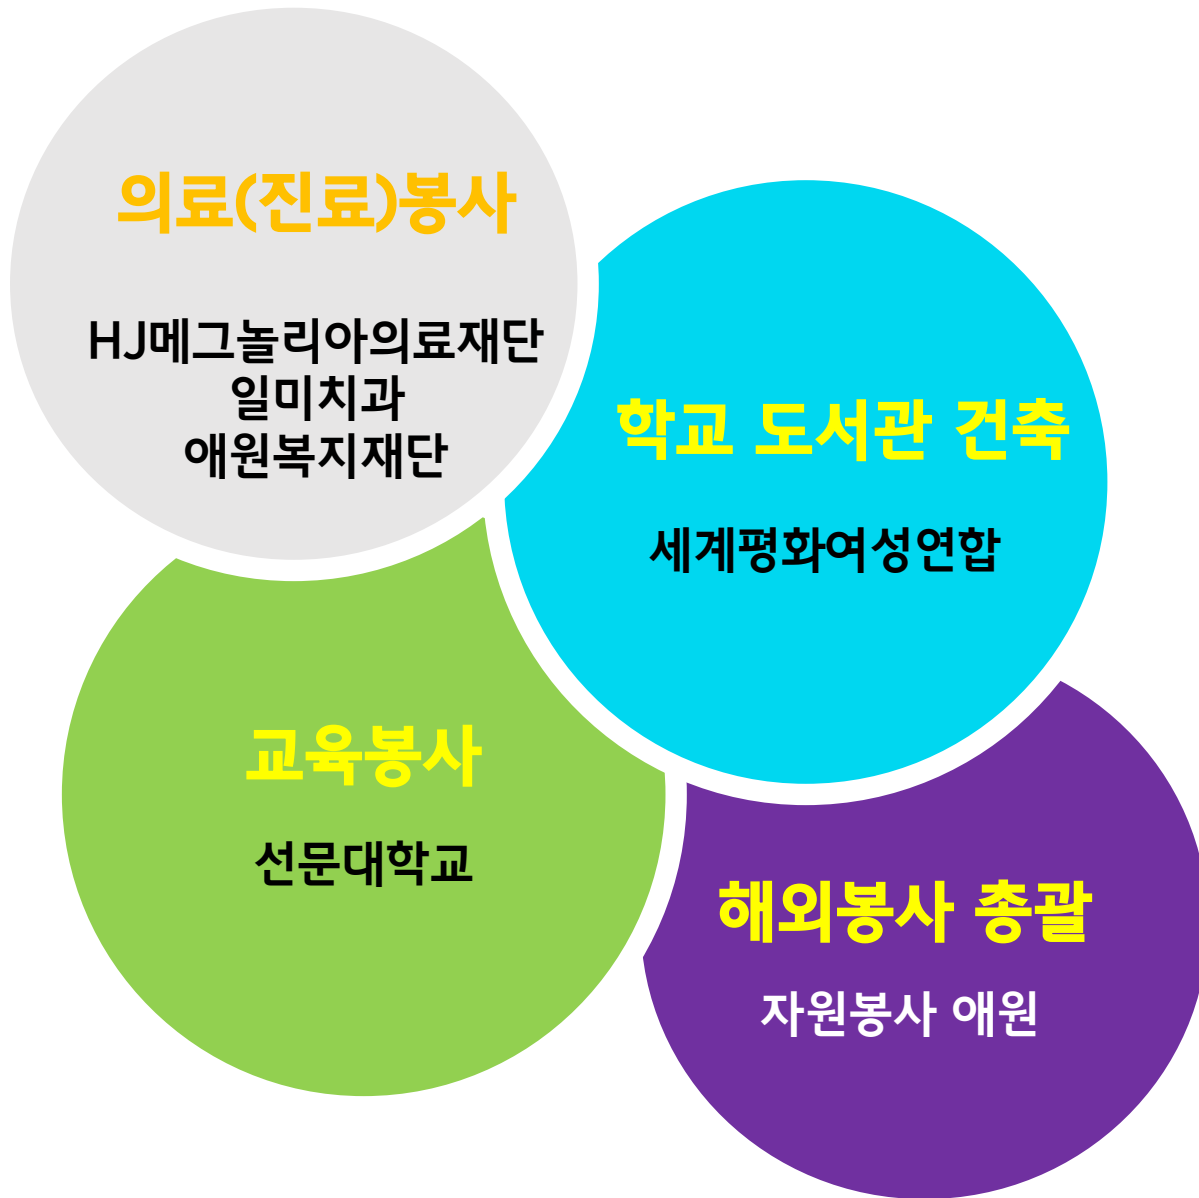 의료(진료)봉사
HJ메그놀리아의료재단
일미치과
애원복지재단
학교 도서관 건축
세계평화여성연합
교육봉사
선문대학교
해외봉사 총괄
자원봉사 애원